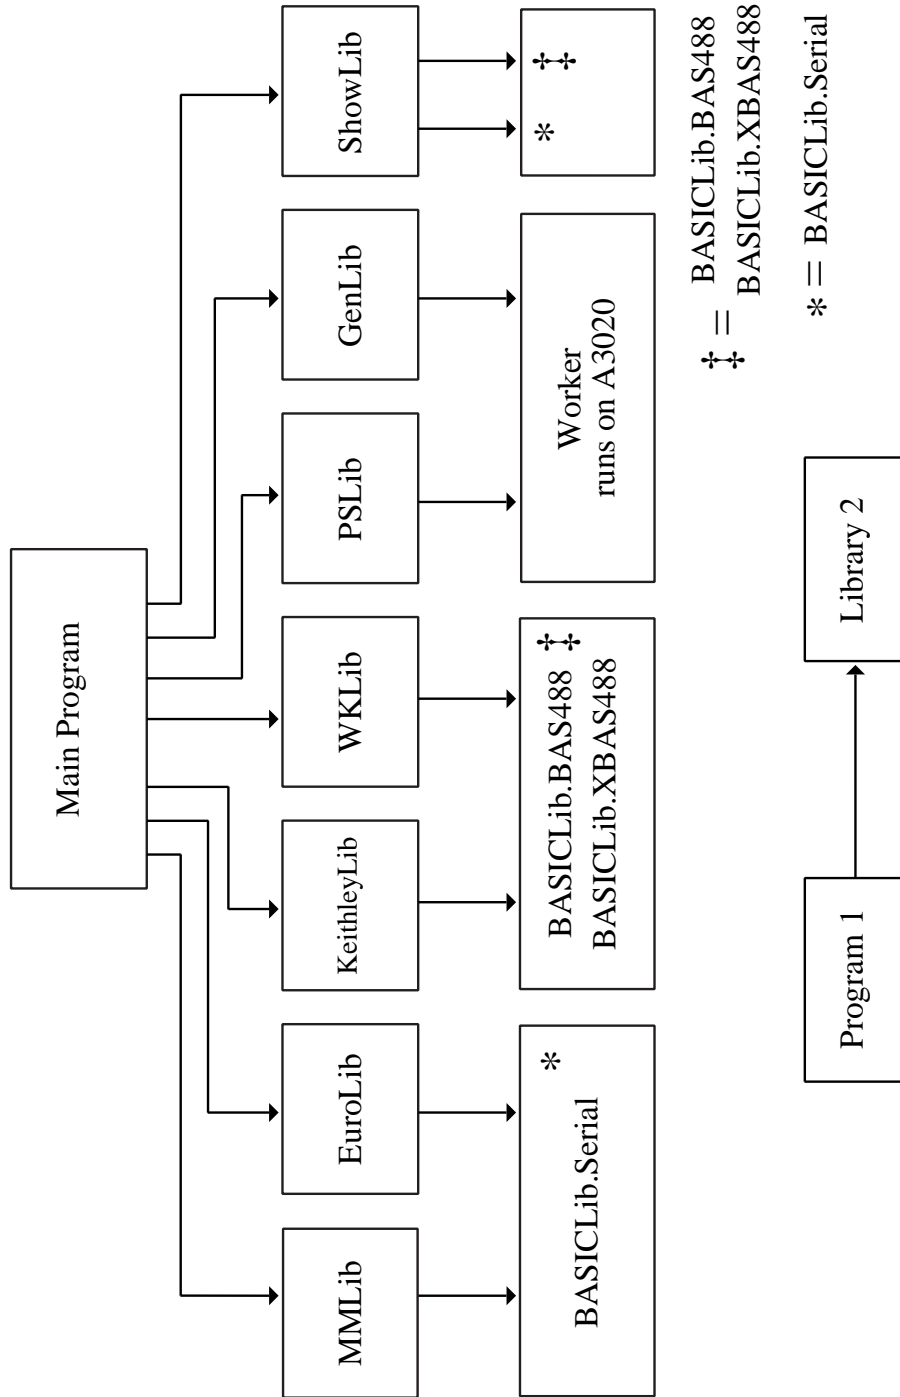 Main Program
MMLib
EuroLib
KeithleyLib
WKLib
PSLib
GenLib
ShowLib
BASICLib.Serial
*
BASICLib.BAS488 ‡‡
BASICLib.XBAS488
Worker
runs on A3020
* ‡‡
‡‡ = BASICLib.BAS488
BASICLib.XBAS488
* = BASICLib.Serial
Program 1
Library 2